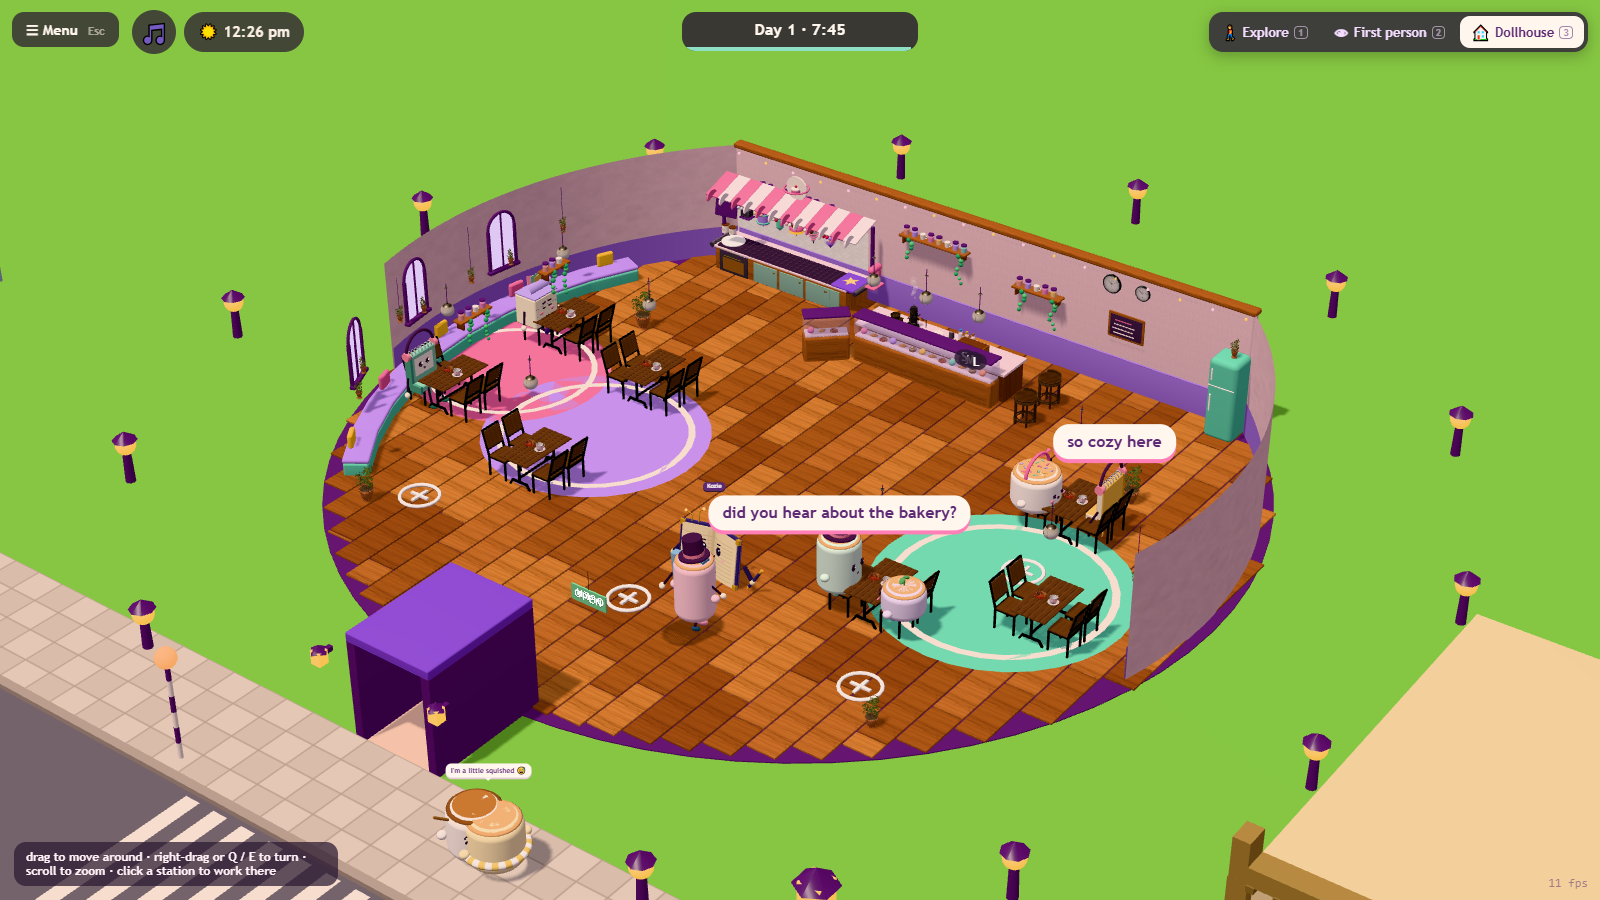 Menu Esc
12:26 pm
Day 1 · 7:45
Explore 1
First person 2
Dollhouse 3
so cozy here
did you hear about the bakery?
I'm a little squished
drag to move around · right-drag or Q / E to turn ·
scroll to zoom · click a station to work there
11 fps